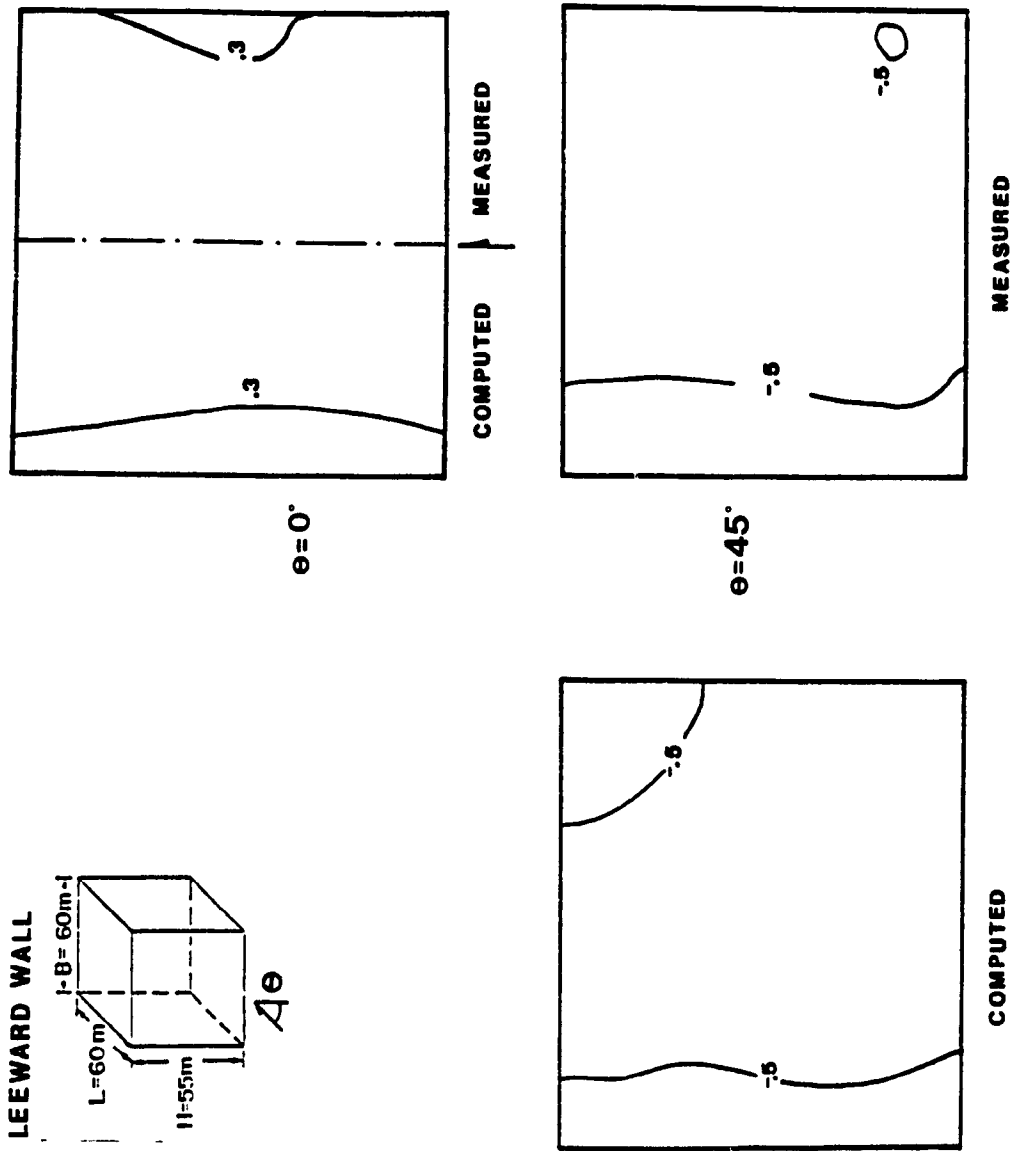 LEEWARD WALL
B=60m
L=60m
H=55m
θ
.3
.3
COMPUTED
MEASURED
θ=0°
-.5
-.5
COMPUTED
θ=45°
-.5
-.5
MEASURED